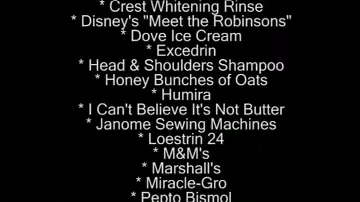 * Crest Whitening Rinse
* Disney's "Meet the Robinsons"
* Dove Ice Cream
* Excedrin
* Head & Shoulders Shampoo
* Honey Bunches of Oats
* Humira
* I Can't Believe It's Not Butter
* Janome Sewing Machines
* Loestrin 24
* M&M's
* Marshall's
* Miracle-Gro
* Pepto Bismol